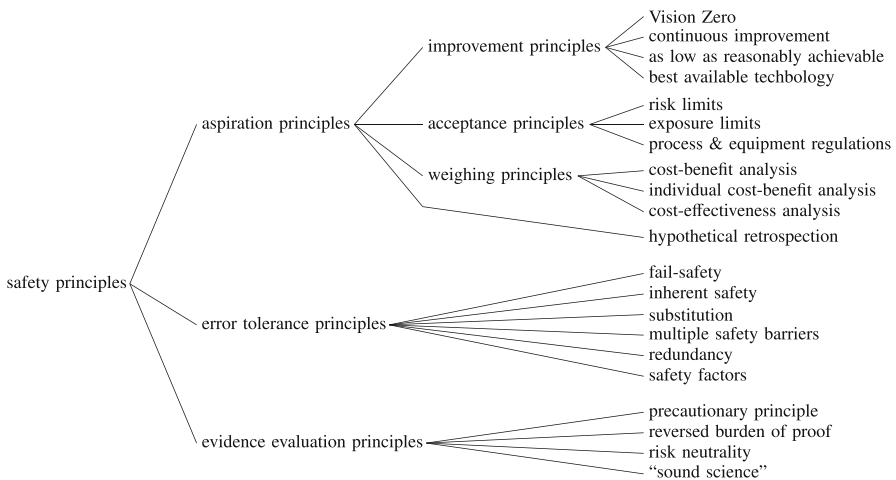 Vision Zero
continuous improvement
improvement principles
as low as reasonably achievable
best available techbology
risk limits
aspiration principles
acceptance principles
exposure limits
process & equipment regulations
cost-benefit analysis
weighing principles
individual cost-benefit analysis
cost-effectiveness analysis
hypothetical retrospection
safety principles
fail-safety
inherent safety
substitution
error tolerance principles
multiple safety barriers
redundancy
safety factors
precautionary principle
reversed burden of proof
evidence evaluation principles
risk neutrality
“sound science”